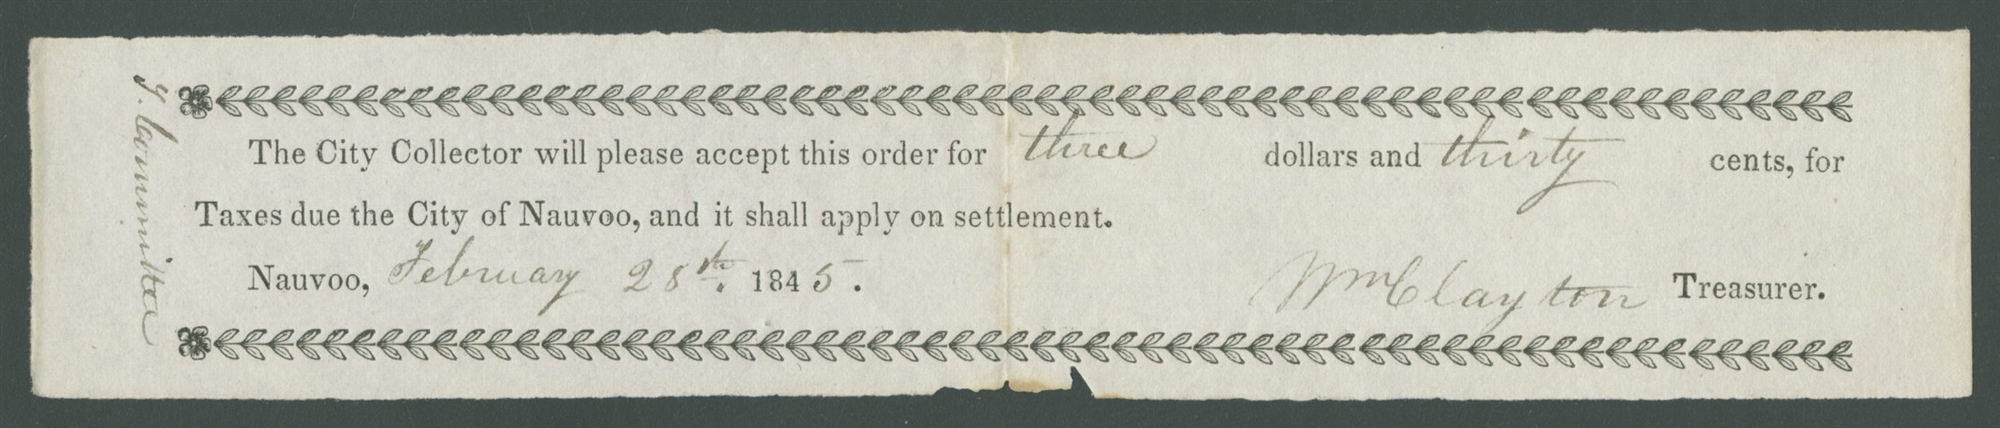 The City Collector will please accept this order for three dollars and thirty cents, for
Taxes due the City of Nauvoo, and it shall apply on settlement.
Nauvoo, February 28th. 1845. Wm Clayton Treasurer.
Committee